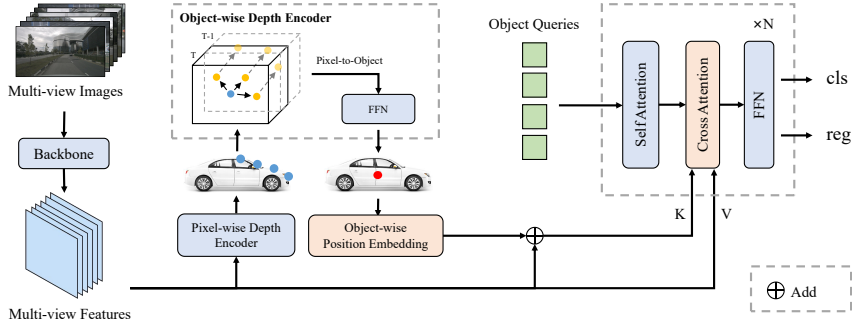 Object-wise Depth Encoder
T-1
T
Pixel-to-Object
FFN
Multi-view Images
Backbone
Pixel-wise Depth
Encoder
Object-wise
Position Embedding
Multi-view Features
Object Queries
×N
Self Attention
Cross Attention
FFN
cls
reg
K
V
Add